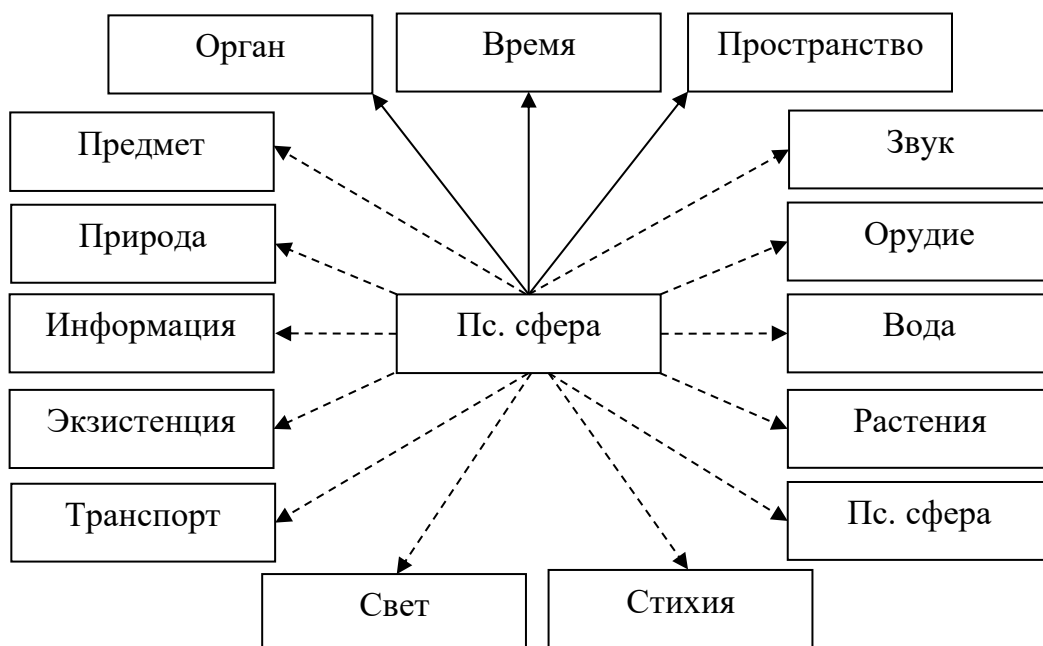 Орган
Время
Пространство
Предмет
Звук
Природа
Орудие
Информация
Пс. сфера
Вода
Экзистенция
Растения
Транспорт
Пс. сфера
Свет
Стихия